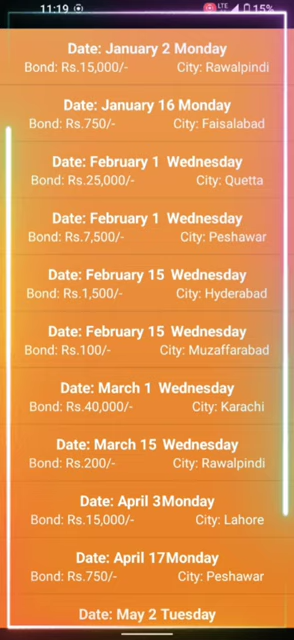 11:19 LTE 15%
Date: January 2 Monday
Bond: Rs.15,000/- City: Rawalpindi
Date: January 16 Monday
Bond: Rs.750/- City: Faisalabad
Date: February 1 Wednesday
Bond: Rs.25,000/- City: Quetta
Date: February 1 Wednesday
Bond: Rs.7,500/- City: Peshawar
Date: February 15 Wednesday
Bond: Rs.1,500/- City: Hyderabad
Date: February 15 Wednesday
Bond: Rs.100/- City: Muzaffarabad
Date: March 1 Wednesday
Bond: Rs.40,000/- City: Karachi
Date: March 15 Wednesday
Bond: Rs.200/- City: Rawalpindi
Date: April 3Monday
Bond: Rs.15,000/- City: Lahore
Date: April 17Monday
Bond: Rs.750/- City: Peshawar
Date: May 2 Tuesday